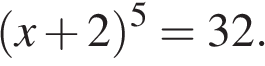 (x + 2)⁵ = 32.